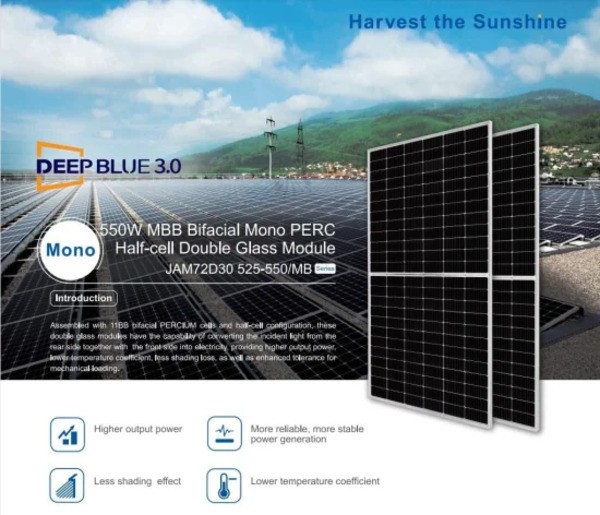 Harvest the Sunshine
DEEP BLUE 3.0
550W MBB Bifacial Mono PERC
Half-cell Double Glass Module
Mono
JAM72D30 525-550/MB Series
Introduction
Assembled with 11BB bifacial PERCIUM cells and half-cell configuration, these
double glass modules have the capability of converting the incident light from the
rear side together with the front side into electricity, providing higher output power,
lower temperature coefficient, less shading loss, as well as enhanced tolerance for
mechanical loading.
Higher output power
More reliable, more stable
power generation
Less shading effect
Lower temperature coefficient